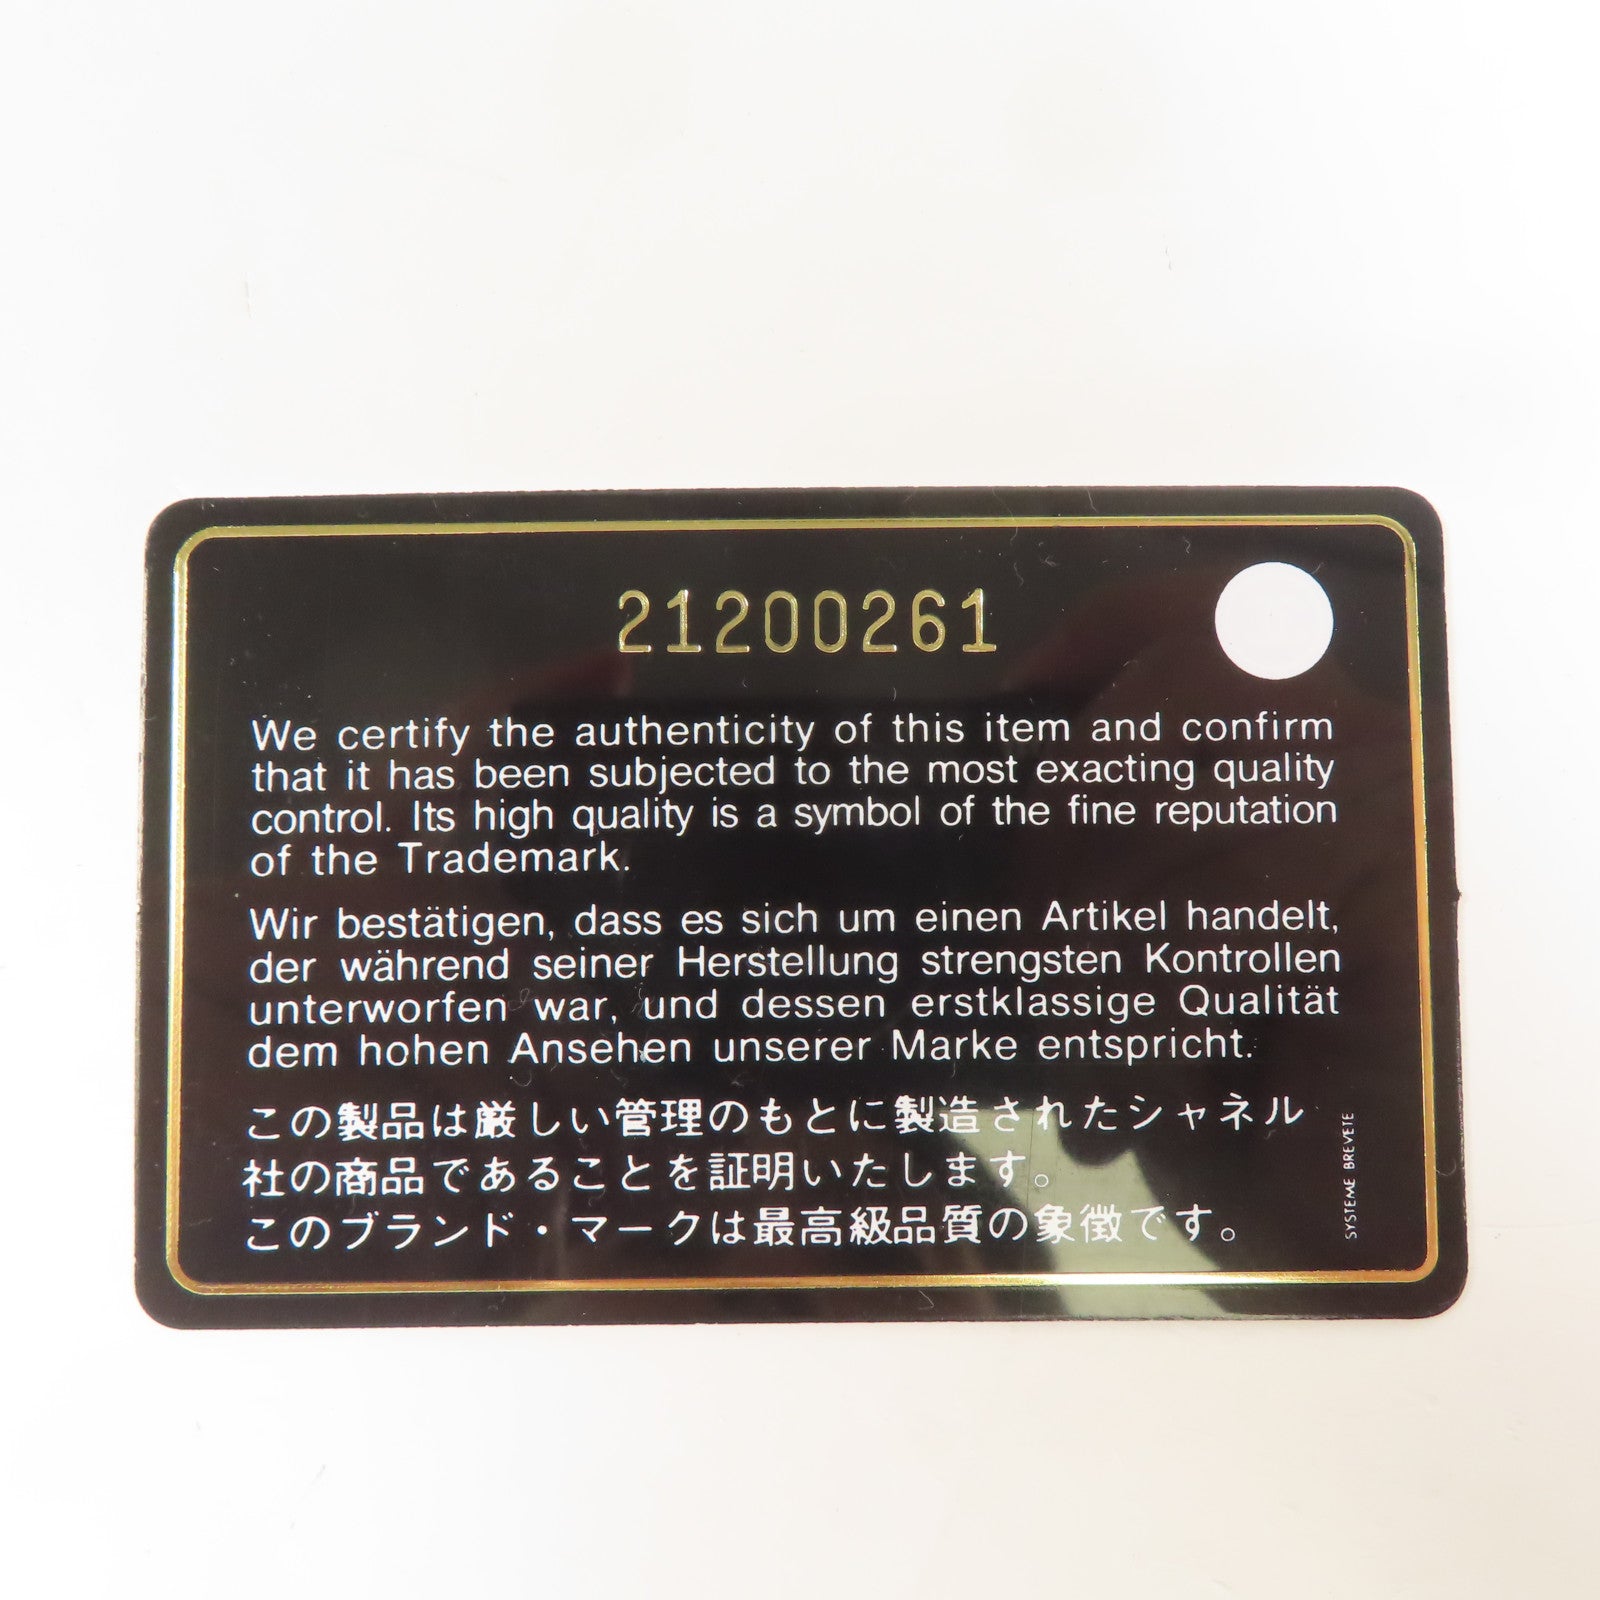 21200261
We certify the authenticity of this item and confirm
that it has been subjected to the most exacting quality
control. Its high quality is a symbol of the fine reputation
of the Trademark.
Wir bestätigen, dass es sich um einen Artikel handelt,
der während seiner Herstellung strengsten Kontrollen
unterworfen war, und dessen erstklassige Qualität
dem hohen Ansehen unserer Marke entspricht.
この製品は厳しい管理のもとに製造されたシャネル
社の商品であることを証明いたします。
このブランド・マークは最高級品質の象徴です。
SYSTEME BREVETE